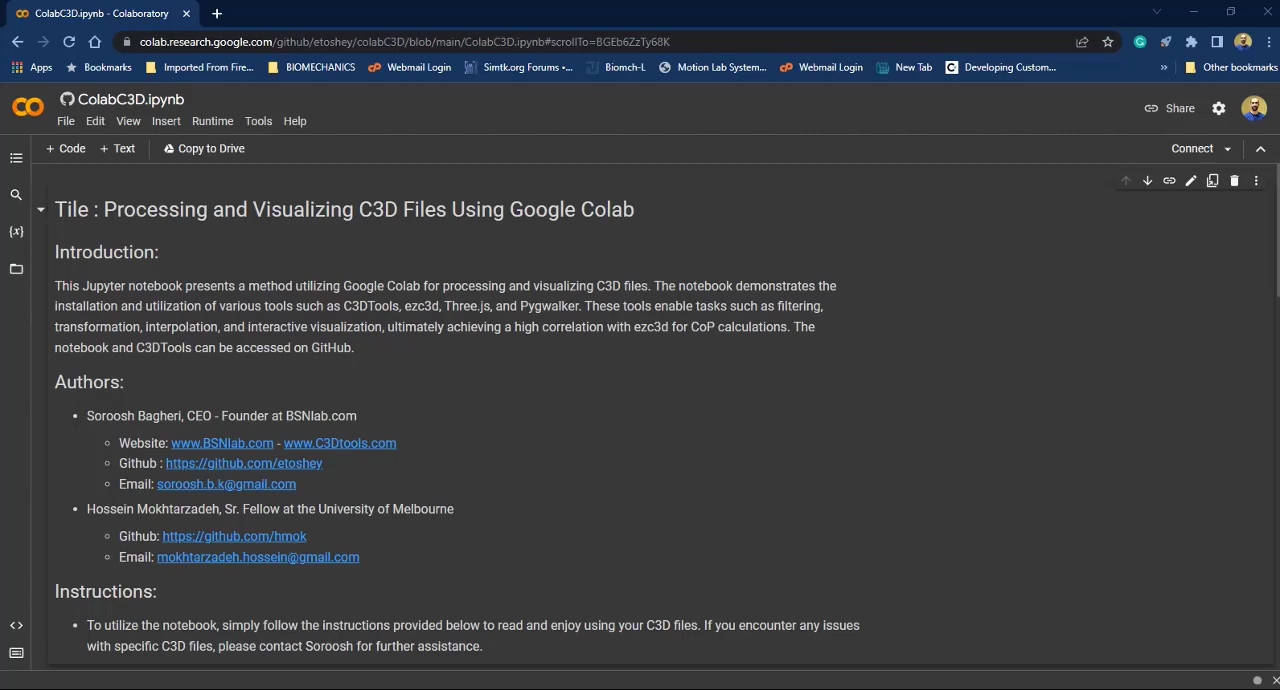 ColabC3D.ipynb - Colaboratory
colab.research.google.com/github/etoshey/colabC3D/blob/main/ColabC3D.ipynb#scrollTo=BGEb6ZzTy68K
Apps Bookmarks Imported From Fire... BIOMECHANICS Webmail Login Simtk.org Forums •... Biomch-L Motion Lab System... Webmail Login New Tab Developing Custom... » Other bookmarks
ColabC3D.ipynb
Share
File Edit View Insert Runtime Tools Help
+ Code + Text Copy to Drive Connect
Tile : Processing and Visualizing C3D Files Using Google Colab
Introduction:
This Jupyter notebook presents a method utilizing Google Colab for processing and visualizing C3D files. The notebook demonstrates the
installation and utilization of various tools such as C3DTools, ezc3d, Three.js, and Pygwalker. These tools enable tasks such as filtering,
transformation, interpolation, and interactive visualization, ultimately achieving a high correlation with ezc3d for CoP calculations. The
notebook and C3DTools can be accessed on GitHub.
Authors:
• Soroosh Bagheri, CEO - Founder at BSNlab.com
○ Website: www.BSNlab.com - www.C3Dtools.com
○ Github : https://github.com/etoshey
○ Email: soroosh.b.k@gmail.com
• Hossein Mokhtarzadeh, Sr. Fellow at the University of Melbourne
○ Github: https://github.com/hmok
○ Email: mokhtarzadeh.hossein@gmail.com
Instructions:
• To utilize the notebook, simply follow the instructions provided below to read and enjoy using your C3D files. If you encounter any issues
with specific C3D files, please contact Soroosh for further assistance.